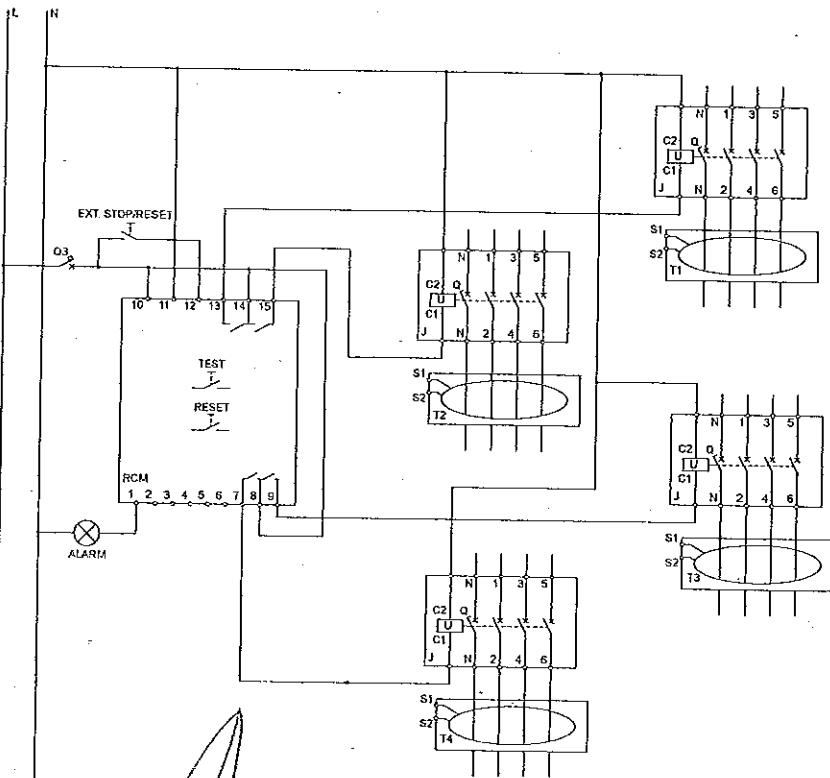 L N
N 1 3 5
C2 U Q
C1
J N 2 4 6
S1
S2
T1
EXT. STOP/RESET
Q3
10 11 12 13 14 15
TEST
RESET
RCM
1 2 3 4 5 6 7 8 9
ALARM
N 1 3 5
C2 U Q
C1
J N 2 4 6
S1
S2
T2
N 1 3 5
C2 U Q
C1
J N 2 4 6
S1
S2
T3
N 1 3 5
C2 U Q
C1
J N 2 4 6
S1
S2
T4